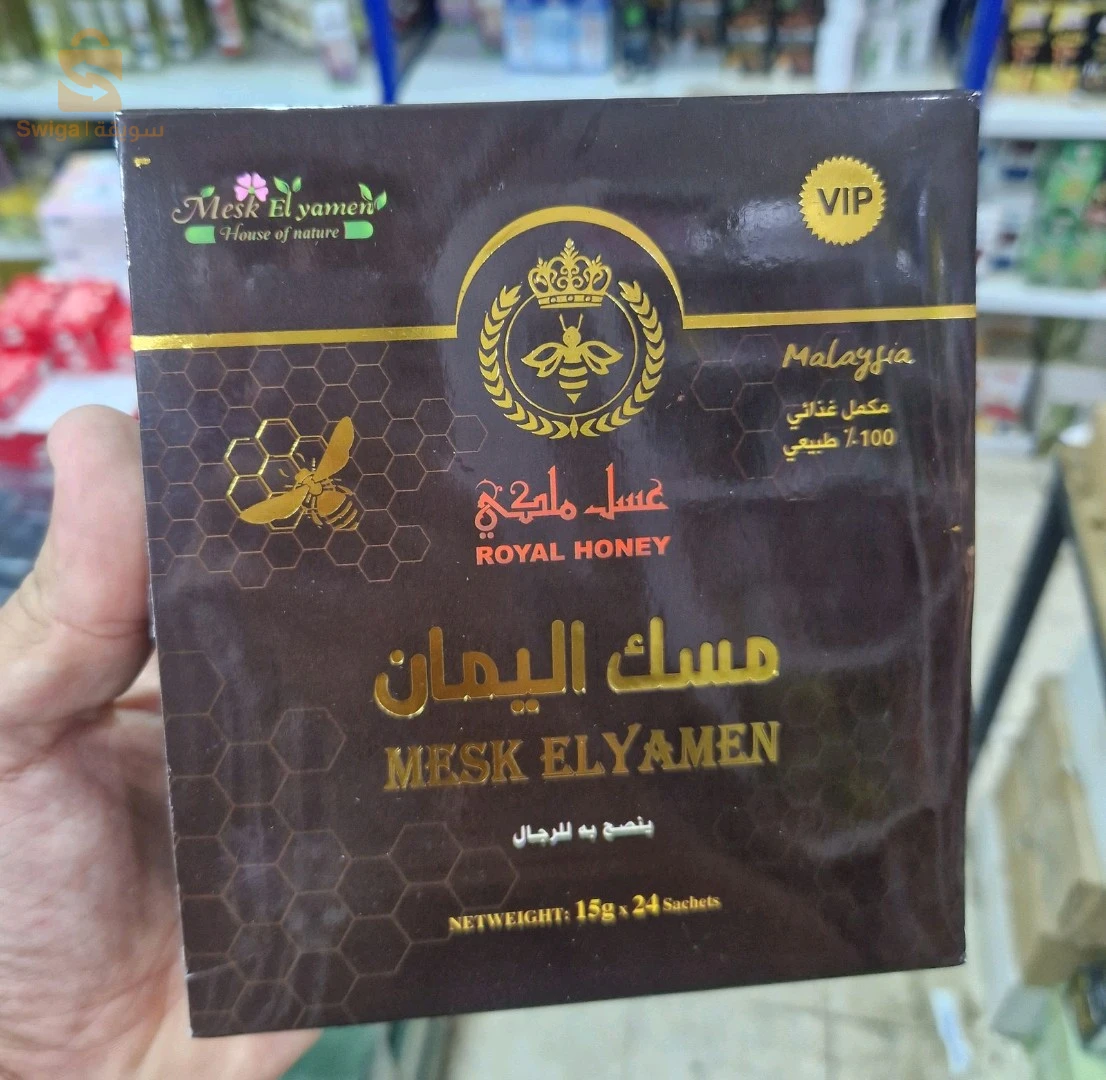 Swiga | سويقة
Mesk El yamen
House of nature
VIP
Malaysia
مكمل غذائي
100٪ طبيعي
عسل ملكي
ROYAL HONEY
مسك اليمان
MESK ELYAMEN
ينصح به للرجال
NETWEIGHT: 15g x 24 Sachets